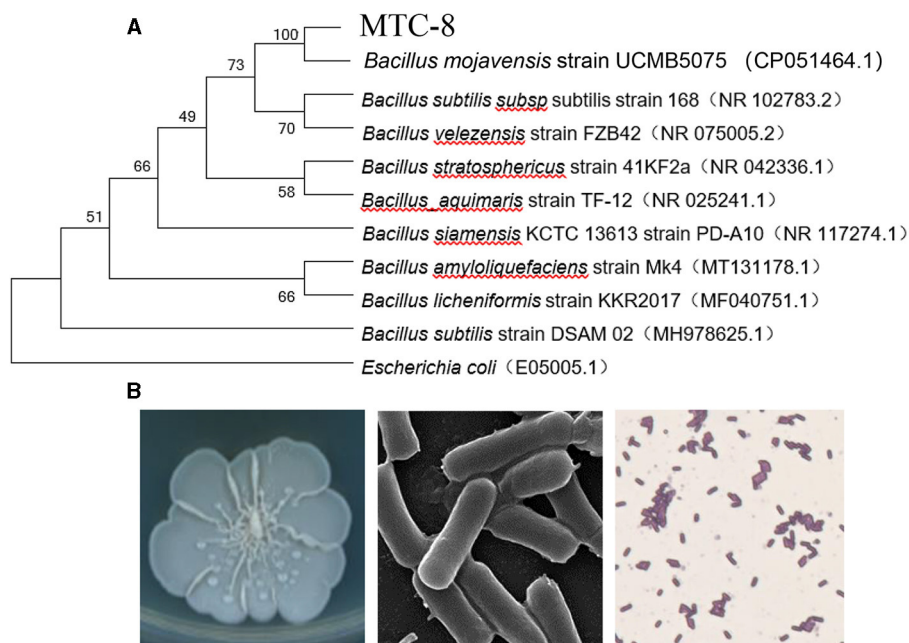 A
MTC-8
100
Bacillus mojavensis strain UCMB5075 (CP051464.1)
73
Bacillus subtilis subsp subtilis strain 168（NR 102783.2）
70
Bacillus velezensis strain FZB42（NR 075005.2）
49
Bacillus stratosphericus strain 41KF2a（NR 042336.1）
58
Bacillus_aquimaris strain TF-12（NR 025241.1）
66
Bacillus siamensis KCTC 13613 strain PD-A10（NR 117274.1）
51
Bacillus amyloliquefaciens strain Mk4（MT131178.1）
66
Bacillus licheniformis strain KKR2017（MF040751.1）
Bacillus subtilis strain DSAM 02（MH978625.1）
Escherichia coli（E05005.1）
B